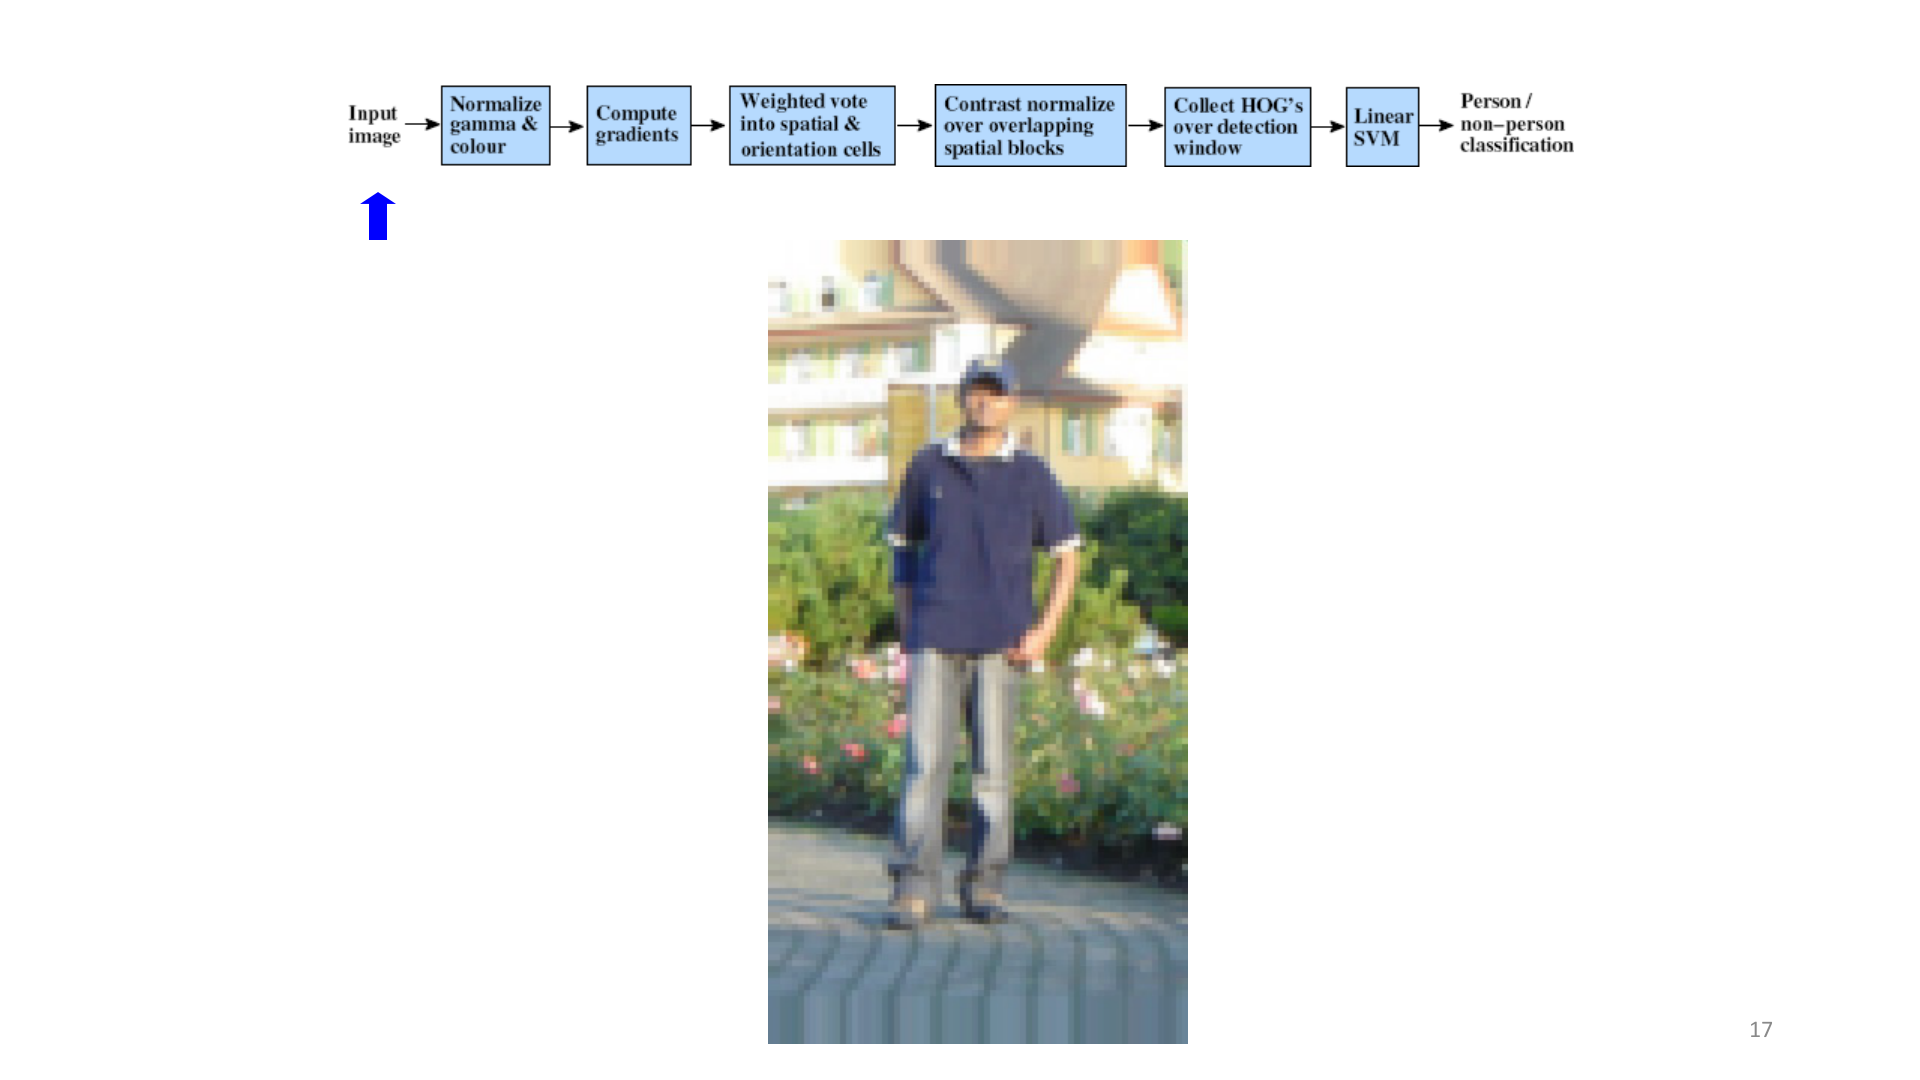 Input
image
Normalize
gamma &
colour
Compute
gradients
Weighted vote
into spatial &
orientation cells
Contrast normalize
over overlapping
spatial blocks
Collect HOG's
over detection
window
Linear
SVM
Person /
non–person
classification
17